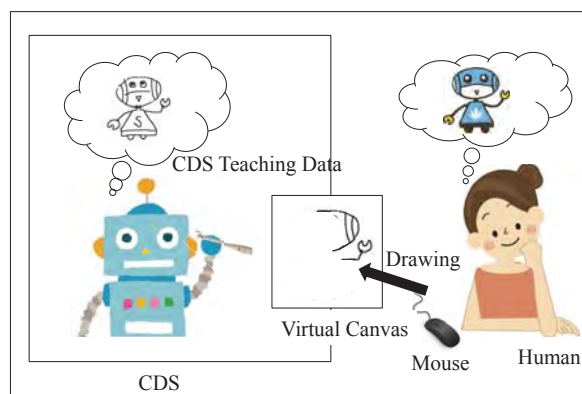 S
CDS Teaching Data
Drawing
Virtual Canvas
Mouse
Human
CDS